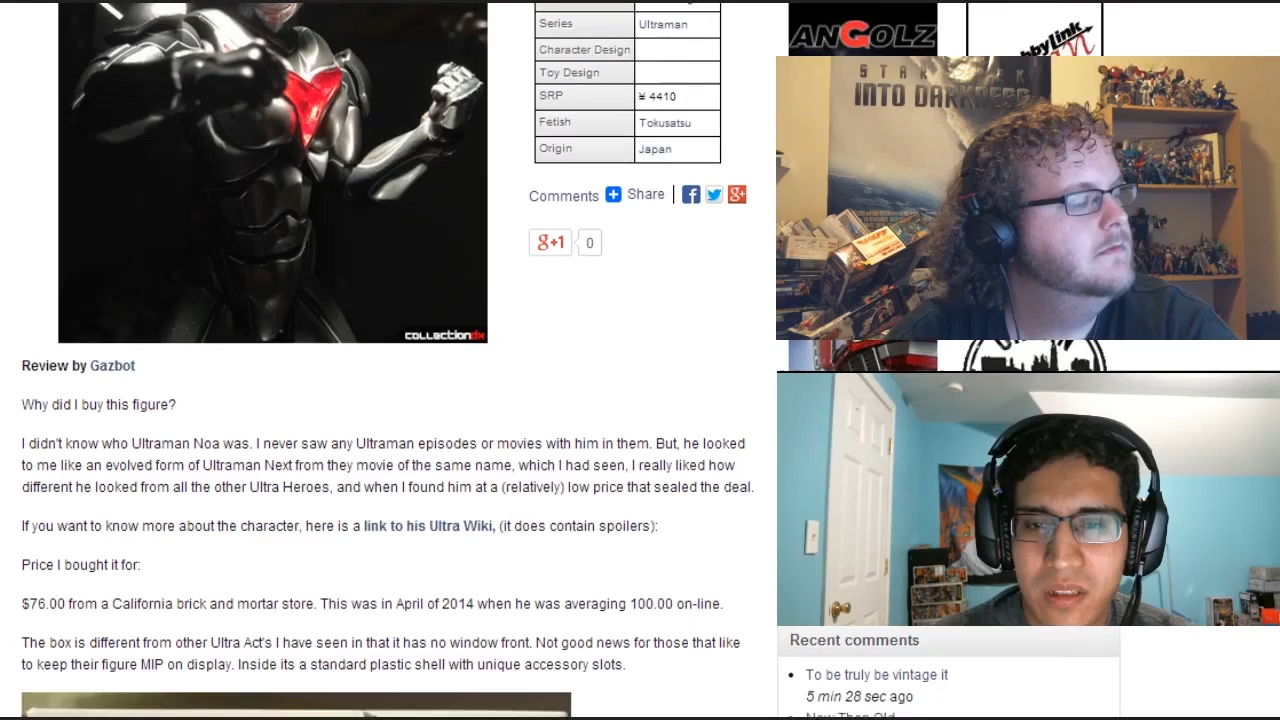 Series Ultraman
Character Design
Toy Design
SRP ¥ 4410
Fetish Tokusatsu
Origin Japan
Comments Share
g+1 0
COLLECTIONDX
ANGOLZ
INTO DARKNESS
Review by Gazbot
Why did I buy this figure?
I didn't know who Ultraman Noa was. I never saw any Ultraman episodes or movies with him in them. But, he looked
to me like an evolved form of Ultraman Next from they movie of the same name, which I had seen, I really liked how
different he looked from all the other Ultra Heroes, and when I found him at a (relatively) low price that sealed the deal.
If you want to know more about the character, here is a link to his Ultra Wiki, (it does contain spoilers):
Price I bought it for:
$76.00 from a California brick and mortar store. This was in April of 2014 when he was averaging 100.00 on-line.
The box is different from other Ultra Act's I have seen in that it has no window front. Not good news for those that like
to keep their figure MIP on display. Inside its a standard plastic shell with unique accessory slots.
Recent comments
To be truly be vintage it
5 min 28 sec ago